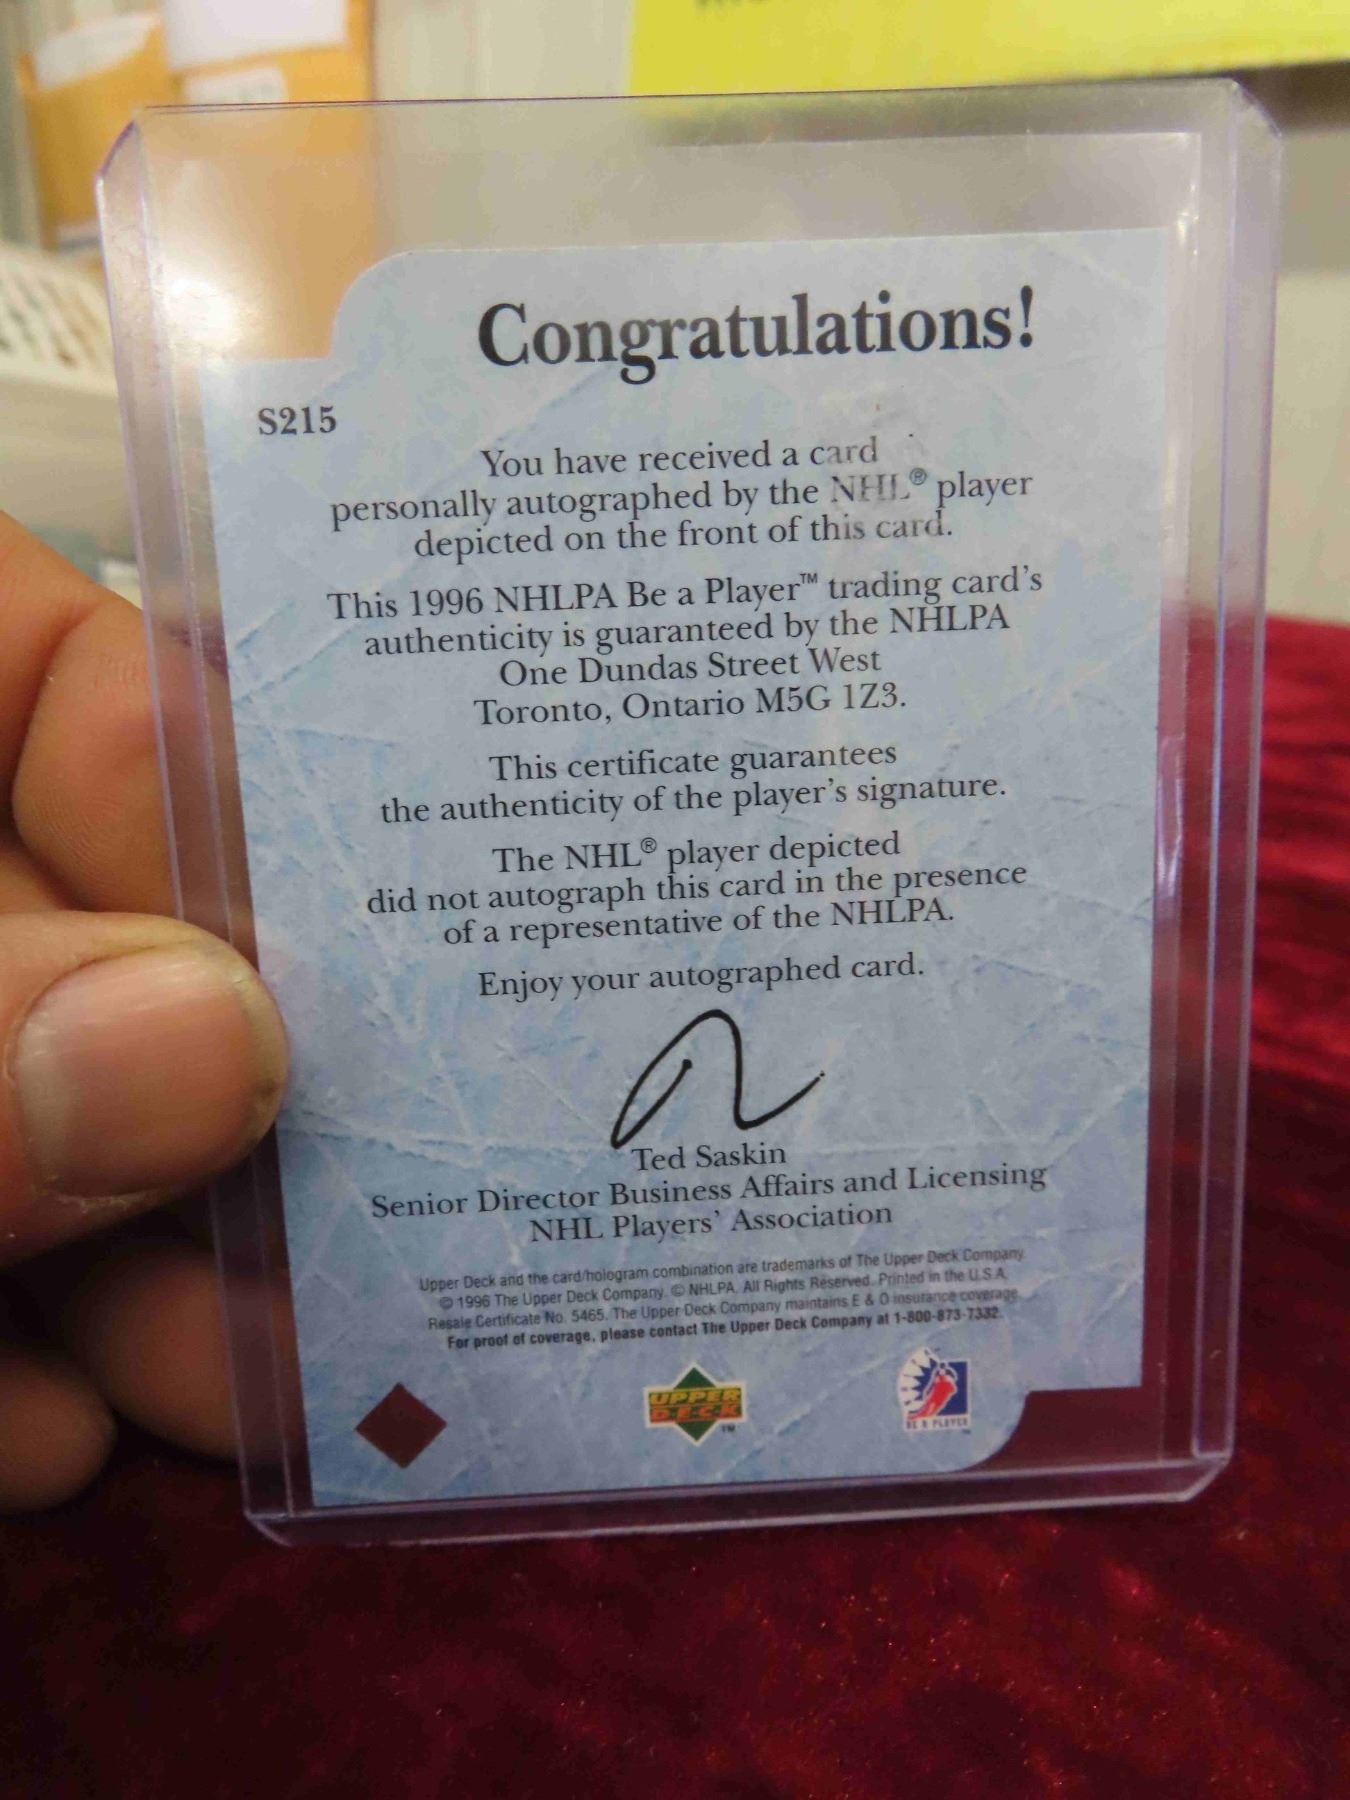 Congratulations!
S215
You have received a card
personally autographed by the NHL® player
depicted on the front of this card.
This 1996 NHLPA Be a Player™ trading card's
authenticity is guaranteed by the NHLPA
One Dundas Street West
Toronto, Ontario M5G 1Z3.
This certificate guarantees
the authenticity of the player's signature.
The NHL® player depicted
did not autograph this card in the presence
of a representative of the NHLPA.
Enjoy your autographed card.
Ted Saskin
Senior Director Business Affairs and Licensing
NHL Players' Association
Upper Deck and the card/hologram combination are trademarks of The Upper Deck Company.
© 1996 The Upper Deck Company. © NHLPA. All Rights Reserved. Printed in the U.S.A.
Resale Certificate No. 5465. The Upper Deck Company maintains E & O insurance coverage.
For proof of coverage, please contact The Upper Deck Company at 1-800-873-7332.
UPPER
DECK
™
BE A PLAYER
™